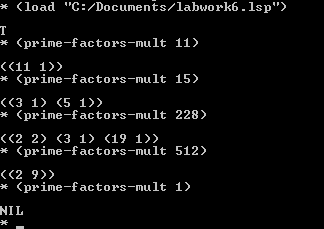 * (load "C:/Documents/labwork6.lsp")
T
* (prime-factors-mult 11)
((11 1))
* (prime-factors-mult 15)
((3 1) (5 1))
* (prime-factors-mult 228)
((2 2) (3 1) (19 1))
* (prime-factors-mult 512)
((2 9))
* (prime-factors-mult 1)
NIL
*